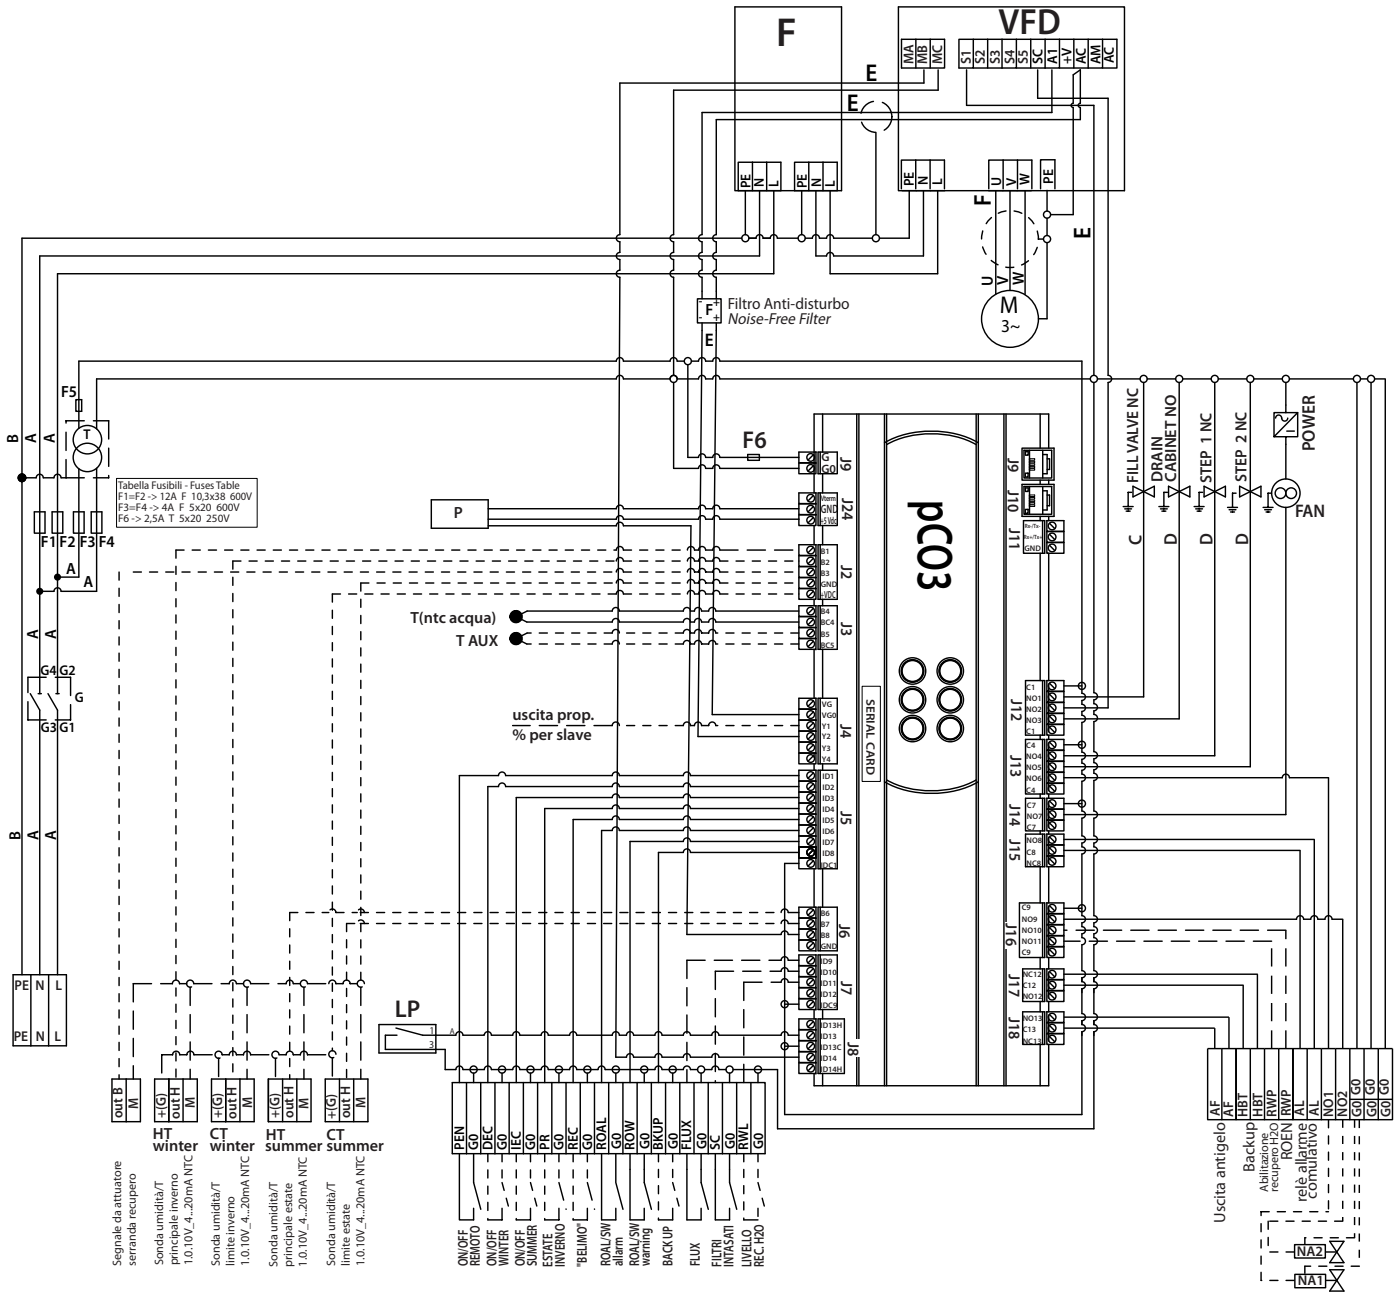 F
VFD
MA
MB
MC
S1
S2
S3
S4
S5
SC
A1
+V
AC
AM
AC
E
E
PE
N
L
PE
N
L
PE
N
L
U
V
W
PE
F
E
U
V
W
M
3~
- +
F
- +
Filtro Anti-disturbo
Noise-Free Filter
E
F5
T
B
A
A
Tabella Fusibili - Fuses Table
F1=F2 -> 12A F 10,3x38 600V
F3=F4 -> 4A F 5x20 600V
F6 -> 2,5A T 5x20 250V
F1
F2
F3
F4
A
A
A
A
G4
G2
G
G3
G1
B
A
A
PE N L
PE N L
F6
P
T(ntc acqua)
T AUX
uscita prop.
% per slave
LP
1
3
A
pCO3
SERIAL CARD
J9
G
G0
J24
Vterm
GND
+5 Vdc
J2
B1
B2
B3
GND
+VDC
J3
B4
BC4
B5
BC5
J4
VG
VG0
Y1
Y2
Y3
Y4
J5
ID1
ID2
ID3
ID4
ID5
ID6
ID7
ID8
IDC1
J6
B6
B7
B8
GND
J7
ID9
ID10
ID11
ID12
IDC9
J8
ID13H
ID13
ID13C
ID14
ID14H
J9
J10
J11
Rx-/Tx-
Rx+/Tx+
GND
J12
C1
NO1
NO2
NO3
C1
J13
C4
NO4
NO5
NO6
C4
J14
C7
NO7
C7
J15
NO8
C8
NC8
J16
C9
NO9
NO10
NO11
C9
J17
NC12
C12
NO12
J18
NO13
C13
NC13
FILL VALVE NC
DRAIN
CABINET NO
STEP 1 NC
STEP 2 NC
POWER
FAN
C
D
D
D
out B
M
+(G)
out H
M
+(G)
out H
M
+(G)
out H
M
+(G)
out H
M
HT
winter
CT
winter
HT
summer
CT
summer
Segnale da attuatore
serranda recupero
Sonda umidità/T
principale inverno
1.0.10V_4...20mA NTC
Sonda umidità/T
limite inverno
1.0.10V_4...20mA NTC
Sonda umidità/T
principale estate
1.0.10V_4...20mA NTC
Sonda umidità/T
limite estate
1.0.10V_4...20mA NTC
PEN
G0
DEC
G0
IEC
G0
PR
G0
REC
G0
ROAL
G0
ROW
G0
BKUP
G0
FLUX
G0
SC
G0
RWL
G0
ON/OFF
REMOTO
ON/OFF
WINTER
ON/OFF
SUMMER
ESTATE
INVERNO
"BELIMO"
ROAL/SW
allarm
ROAL/SW
warning
BACK UP
FLUX
FILTRI
INTASATI
LIVELLO
REC. H2O
AF
AF
HBT
HBT
RWP
RWP
AL
AL
NO1
NO2
G0 G0
G0 G0
G0 G0
Uscita antigelo
Backup
Abilitazione
recupero H2O
ROEN
relè allarme
comulativo
NA2
NA1